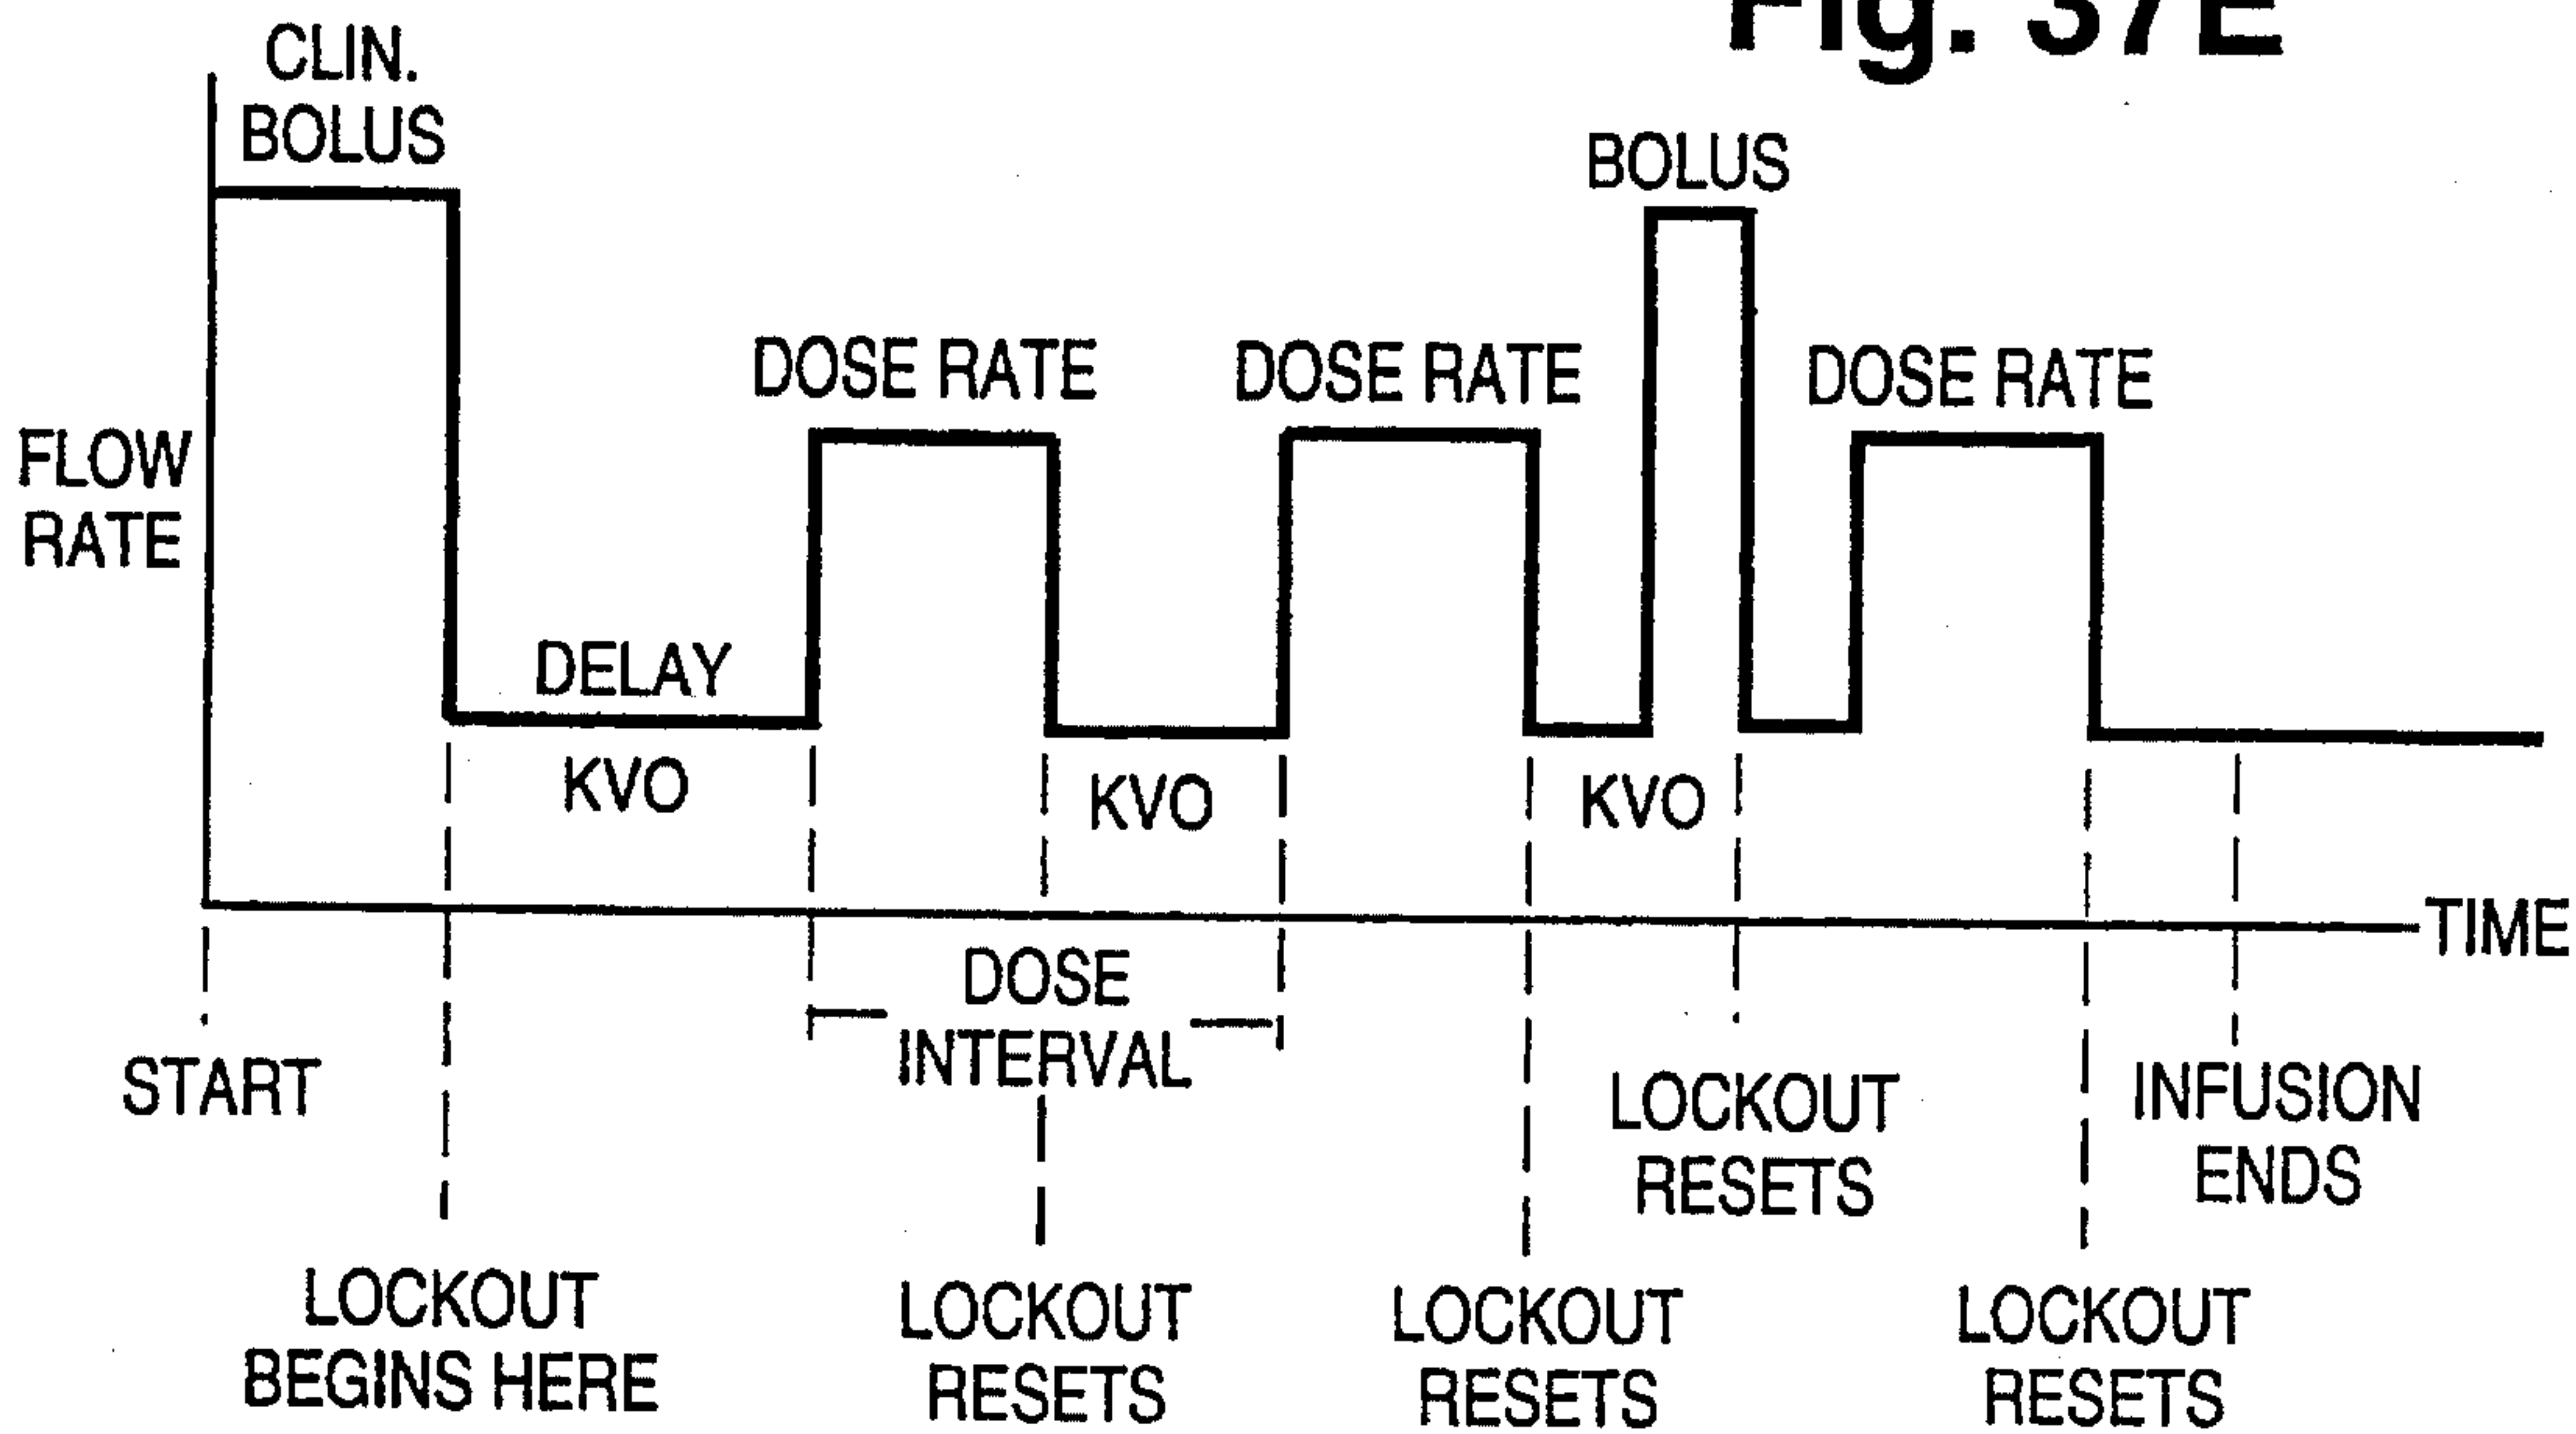 Fig. 37E
CLIN.
BOLUS
BOLUS
DOSE RATE
DOSE RATE
DOSE RATE
FLOW
RATE
DELAY
KVO
KVO
KVO
TIME
DOSE
INTERVAL
START
LOCKOUT
RESETS
INFUSION
ENDS
LOCKOUT
BEGINS HERE
LOCKOUT
RESETS
LOCKOUT
RESETS
LOCKOUT
RESETS